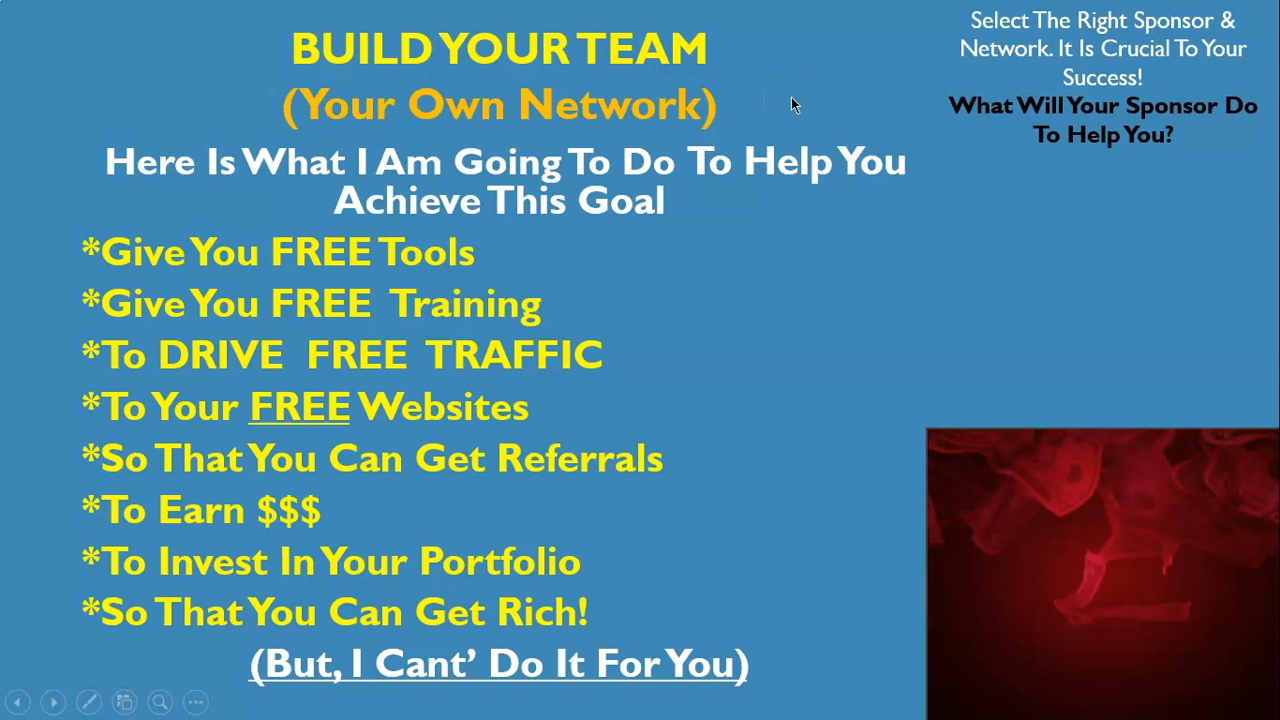 BUILD YOUR TEAM
(Your Own Network)
Here Is What I Am Going To Do To Help You
Achieve This Goal
*Give You FREE Tools
*Give You FREE Training
*To DRIVE FREE TRAFFIC
*To Your FREE Websites
*So That You Can Get Referrals
*To Earn $$$
*To Invest In Your Portfolio
*So That You Can Get Rich!
(But, I Cant' Do It For You)
Select The Right Sponsor &
Network. It Is Crucial To Your
Success!
What Will Your Sponsor Do
To Help You?